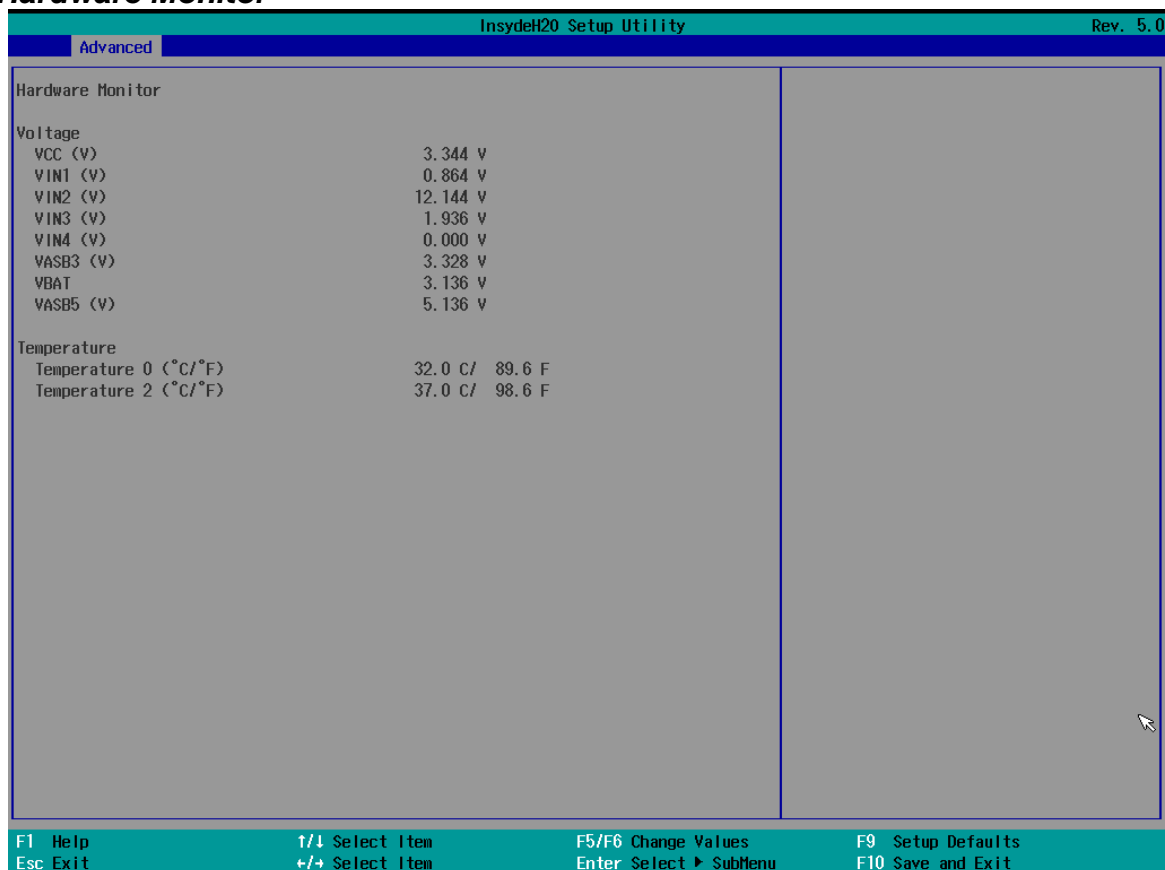 Hardware Monitor
InsydeH20 Setup Utility Rev. 5.0
Advanced
Hardware Monitor
Voltage
VCC (V) 3.344 V
VIN1 (V) 0.864 V
VIN2 (V) 12.144 V
VIN3 (V) 1.936 V
VIN4 (V) 0.000 V
VASB3 (V) 3.328 V
VBAT 3.136 V
VASB5 (V) 5.136 V
Temperature
Temperature 0 (°C/°F) 32.0 C/ 89.6 F
Temperature 2 (°C/°F) 37.0 C/ 98.6 F
F1 Help ↑/↓ Select Item F5/F6 Change Values F9 Setup Defaults
Esc Exit ←/→ Select Item Enter Select ▶ SubMenu F10 Save and Exit